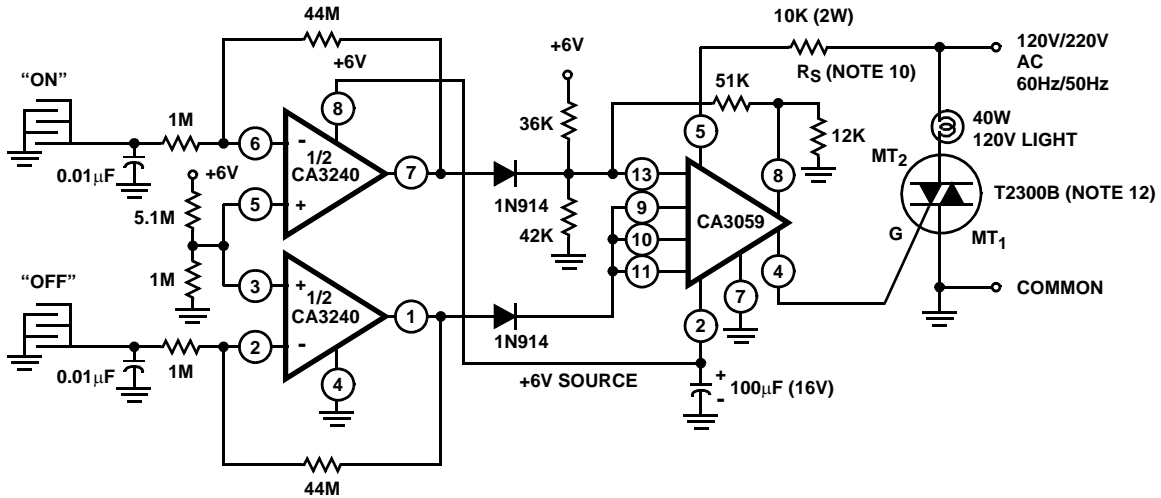 44M
+6V
“ON”
1M
0.01μF
6
-
8
1/2
CA3240
7
+6V
5.1M
5
+
1M
3
+
1/2
CA3240
1
“OFF”
1M
0.01μF
2
-
4
44M
+6V
36K
1N914
42K
1N914
+6V SOURCE
10K (2W)
RS (NOTE 10)
51K
12K
5
13
9
10
11
CA3059
8
4
7
2
+
-
100μF (16V)
120V/220V
AC
60Hz/50Hz
40W
120V LIGHT
MT2
T2300B (NOTE 12)
G
MT1
COMMON